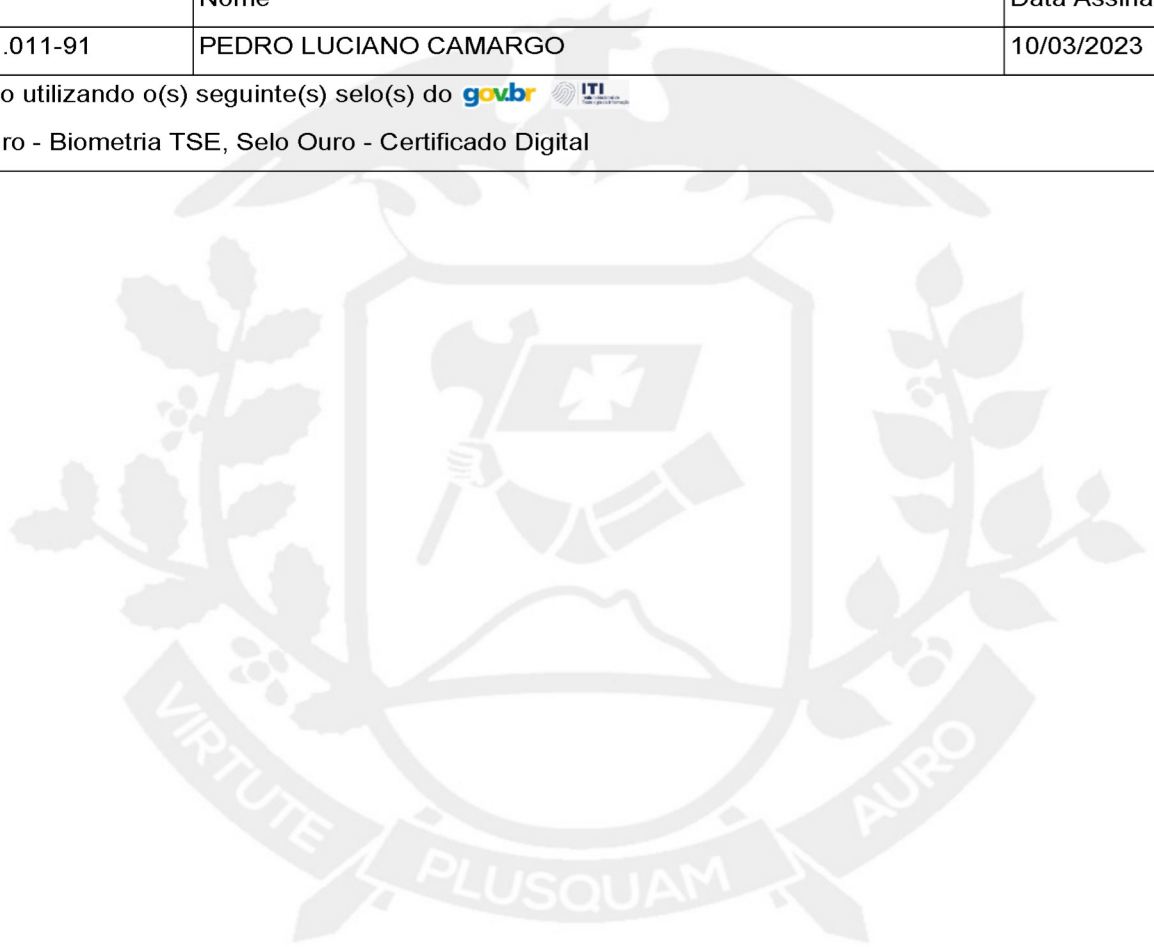 Nome Data Assina
.011-91 PEDRO LUCIANO CAMARGO 10/03/2023
o utilizando o(s) seguinte(s) selo(s) do gov.br ITI
ro - Biometria TSE, Selo Ouro - Certificado Digital
VIRTUTE PLUSQUAM AURO